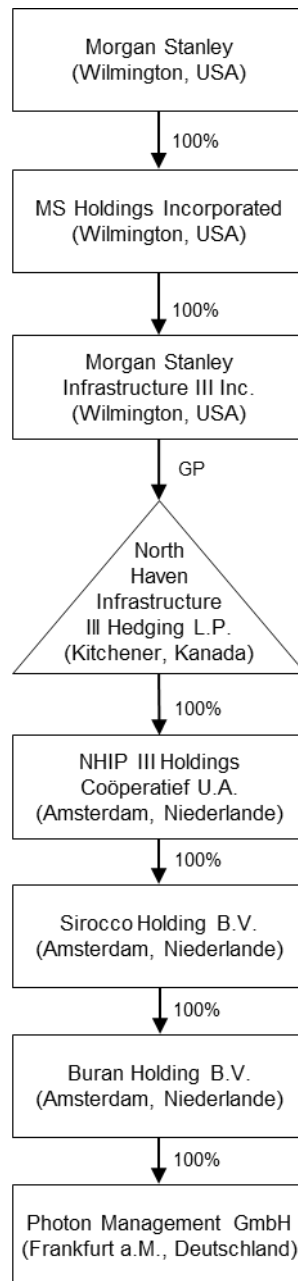 Morgan Stanley
(Wilmington, USA)
100%
MS Holdings Incorporated
(Wilmington, USA)
100%
Morgan Stanley
Infrastructure III Inc.
(Wilmington, USA)
GP
North
Haven
Infrastructure
III Hedging L.P.
(Kitchener, Kanada)
100%
NHIP III Holdings
Coöperatief U.A.
(Amsterdam, Niederlande)
100%
Sirocco Holding B.V.
(Amsterdam, Niederlande)
100%
Buran Holding B.V.
(Amsterdam, Niederlande)
100%
Photon Management GmbH
(Frankfurt a.M., Deutschland)